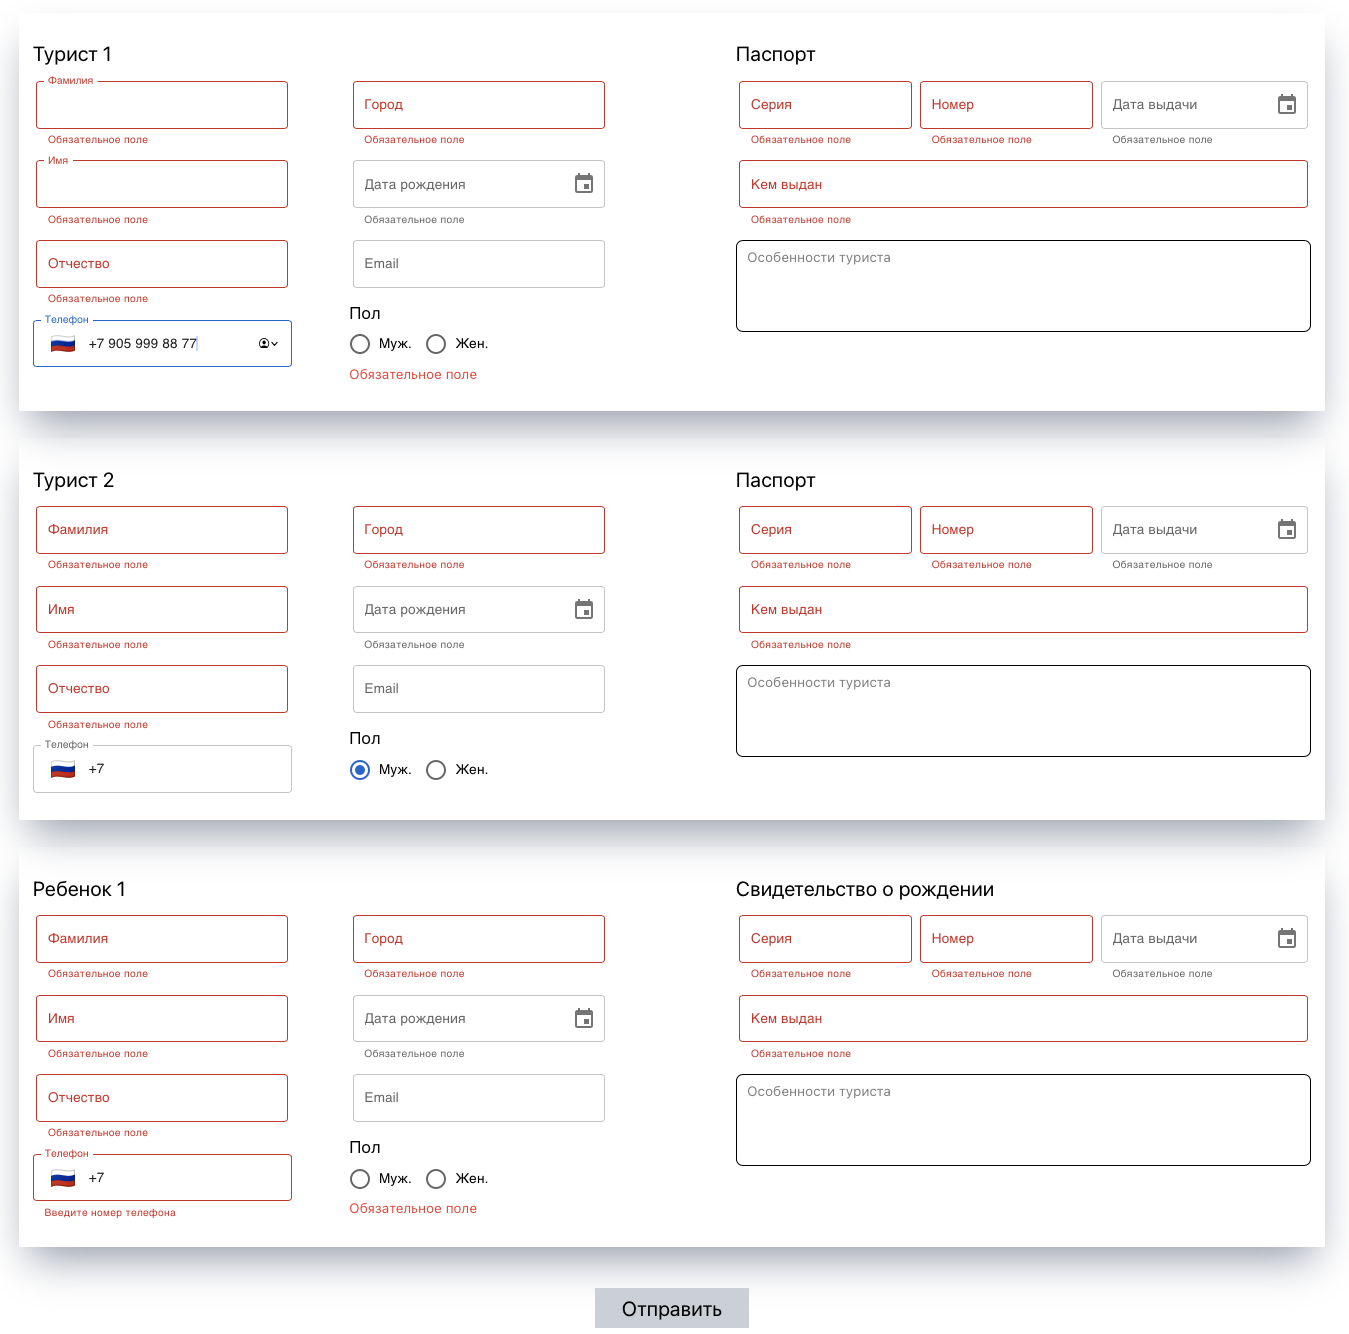 Турист 1
Фамилия
Обязательное поле
Имя
Обязательное поле
Отчество
Обязательное поле
Телефон
+7 905 999 88 77
Город
Обязательное поле
Дата рождения
Обязательное поле
Email
Пол
Муж. Жен.
Обязательное поле
Паспорт
Серия Номер Дата выдачи
Обязательное поле Обязательное поле Обязательное поле
Кем выдан
Обязательное поле
Особенности туриста
Турист 2
Фамилия
Обязательное поле
Имя
Обязательное поле
Отчество
Обязательное поле
Телефон
+7
Город
Обязательное поле
Дата рождения
Обязательное поле
Email
Пол
Муж. Жен.
Паспорт
Серия Номер Дата выдачи
Обязательное поле Обязательное поле Обязательное поле
Кем выдан
Обязательное поле
Особенности туриста
Ребенок 1
Фамилия
Обязательное поле
Имя
Обязательное поле
Отчество
Обязательное поле
Телефон
+7
Введите номер телефона
Город
Обязательное поле
Дата рождения
Обязательное поле
Email
Пол
Муж. Жен.
Обязательное поле
Свидетельство о рождении
Серия Номер Дата выдачи
Обязательное поле Обязательное поле Обязательное поле
Кем выдан
Обязательное поле
Особенности туриста
Отправить